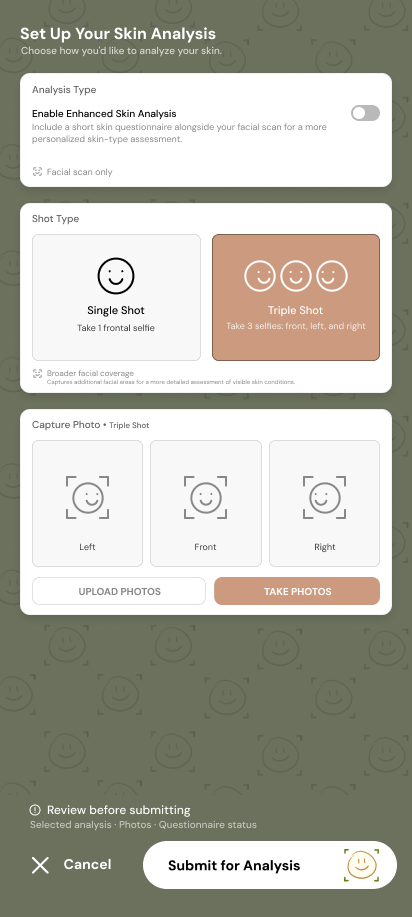 Set Up Your Skin Analysis
Choose how you'd like to analyze your skin.
Analysis Type
Enable Enhanced Skin Analysis
Include a short skin questionnaire alongside your facial scan for a more
personalized skin-type assessment.
Facial scan only
Shot Type
Single Shot
Take 1 frontal selfie
Triple Shot
Take 3 selfies: front, left, and right
Broader facial coverage
Captures additional facial areas for a more detailed assessment of visible skin conditions.
Capture Photo • Triple Shot
Left
Front
Right
UPLOAD PHOTOS
TAKE PHOTOS
Review before submitting
Selected analysis · Photos · Questionnaire status
Cancel
Submit for Analysis